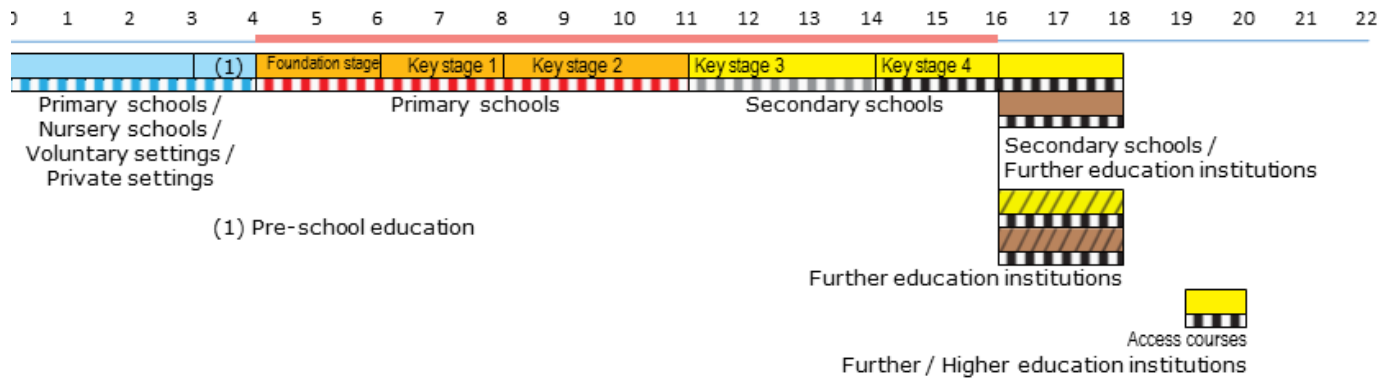 0 1 2 3 4 5 6 7 8 9 10 11 12 13 14 15 16 17 18 19 20 21 22
(1) Foundation stage Key stage 1 Key stage 2 Key stage 3 Key stage 4
Primary schools /
Nursery schools /
Voluntary settings /
Private settings
Primary schools
Secondary schools
Secondary schools /
Further education institutions
(1) Pre-school education
Further education institutions
Access courses
Further / Higher education institutions